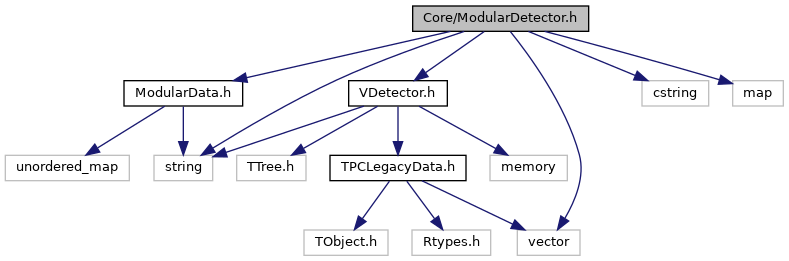 Core/ModularDetector.h
ModularData.h
VDetector.h
cstring
map
unordered_map
string
TTree.h
TPCLegacyData.h
memory
TObject.h
Rtypes.h
vector